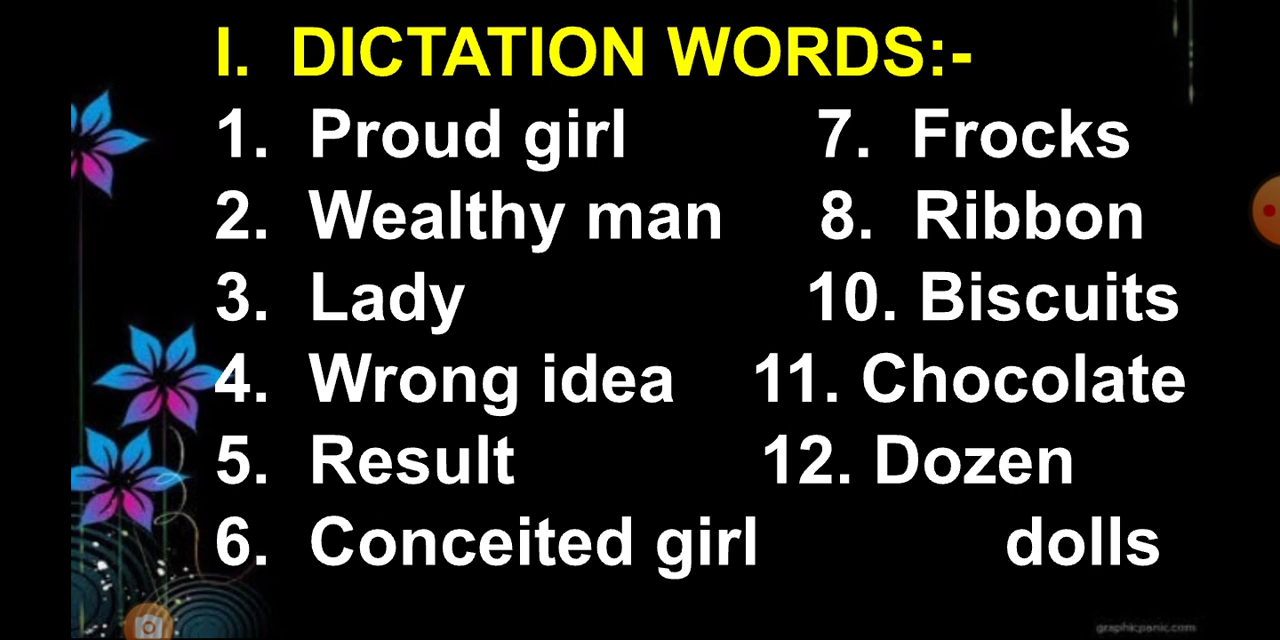 I. DICTATION WORDS:-
1. Proud girl 7. Frocks
2. Wealthy man 8. Ribbon
3. Lady 10. Biscuits
4. Wrong idea 11. Chocolate
5. Result 12. Dozen
6. Conceited girl dolls
graphicpanic.com